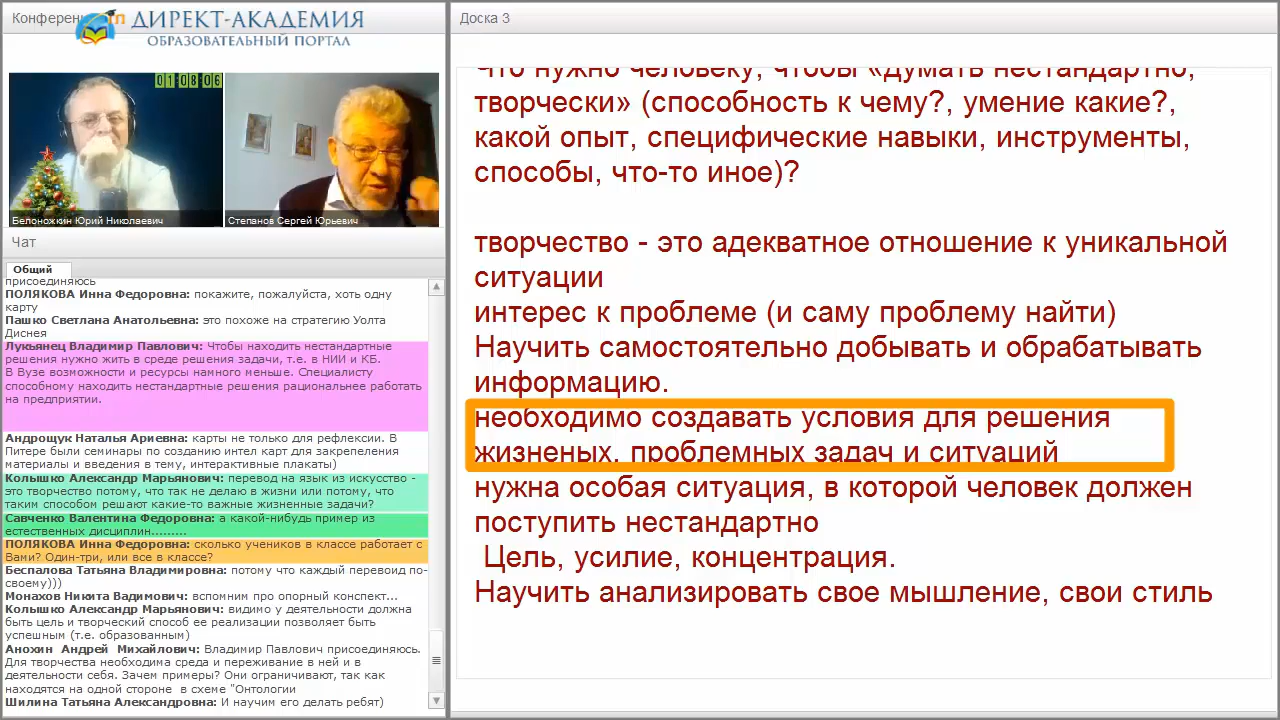 Конференц
ДИРЕКТ-АКАДЕМИЯ
ОБРАЗОВАТЕЛЬНЫЙ ПОРТАЛ
01:08:06
Белоножкин Юрий Николаевич
Степанов Сергей Юрьевич
Чат
Общий
присоединяюсь
ПОЛЯКОВА Инна Федоровна: покажите, пожалуйста, хоть одну
карту
Пашко Светлана Анатольевна: это похоже на стратегию Уолта
Диснея
Лукьянец Владимир Павлович: Чтобы находить нестандартные
решения нужно жить в среде решения задачи, т.е. в НИИ и КБ.
В Вузе возможности и ресурсы намного меньше. Специалисту
способному находить нестандартные решения рациональнее работать
на предприятии.
Андрощук Наталья Ариевна: карты не только для рефлексии. В
Питере были семинары по созданию интел карт для закрепеления
материалы и введения в тему, интерактивные плакаты)
Колышко Александр Марьянович: перевод на язык из искусство -
это творчество потому, что так не делаю в жизни или потому, что
таким способом решают какие-то важные жизненные задачи?
Савченко Валентина Федоровна: а какой-нибудь пример из
естественных дисциплин.........
ПОЛЯКОВА Инна Федоровна: сколько учеников в классе работает с
Вами? Один-три, или все в классе?
Беспалова Татьяна Владимировна: потому что каждый перевоид по-
своему)))
Монахов Никита Вадимович: вспомним про опорный конспект...
Колышко Александр Марьянович: видимо у деятельности должна
быть цель и творческий способ ее реализации позволяет быть
успешным (т.е. образованным)
Анохин Андрей Михайлович: Владимир Павлович присоединяюсь.
Для творчества необходима среда и переживание в ней и в
деятельности себя. Зачем примеры? Они ограничивают, так как
находятся на одной стороне в схеме "Онтологии
Шилина Татьяна Александровна: И научим его делать ребят)
Доска 3
Что нужно человеку, чтобы «думать нестандартно,
творчески» (способность к чему?, умение какие?,
какой опыт, специфические навыки, инструменты,
способы, что-то иное)?
творчество - это адекватное отношение к уникальной
ситуации
интерес к проблеме (и саму проблему найти)
Научить самостоятельно добывать и обрабатывать
информацию.
необходимо создавать условия для решения
жизненых, проблемных задач и ситуаций
нужна особая ситуация, в которой человек должен
поступить нестандартно
Цель, усилие, концентрация.
Научить анализировать свое мышление, свои стиль